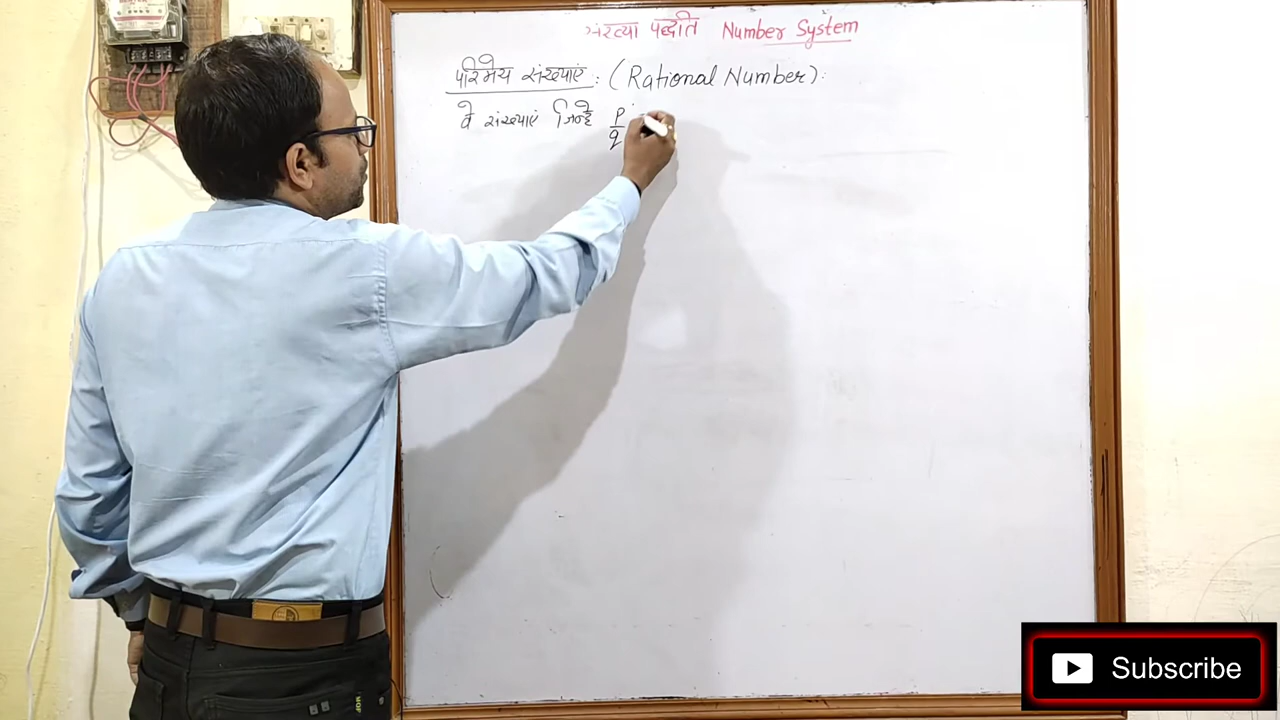 संख्या पद्धति Number System
परिमेय संख्याएं : (Rational Number) :
वे संख्याएं जिन्हे p/q
Subscribe